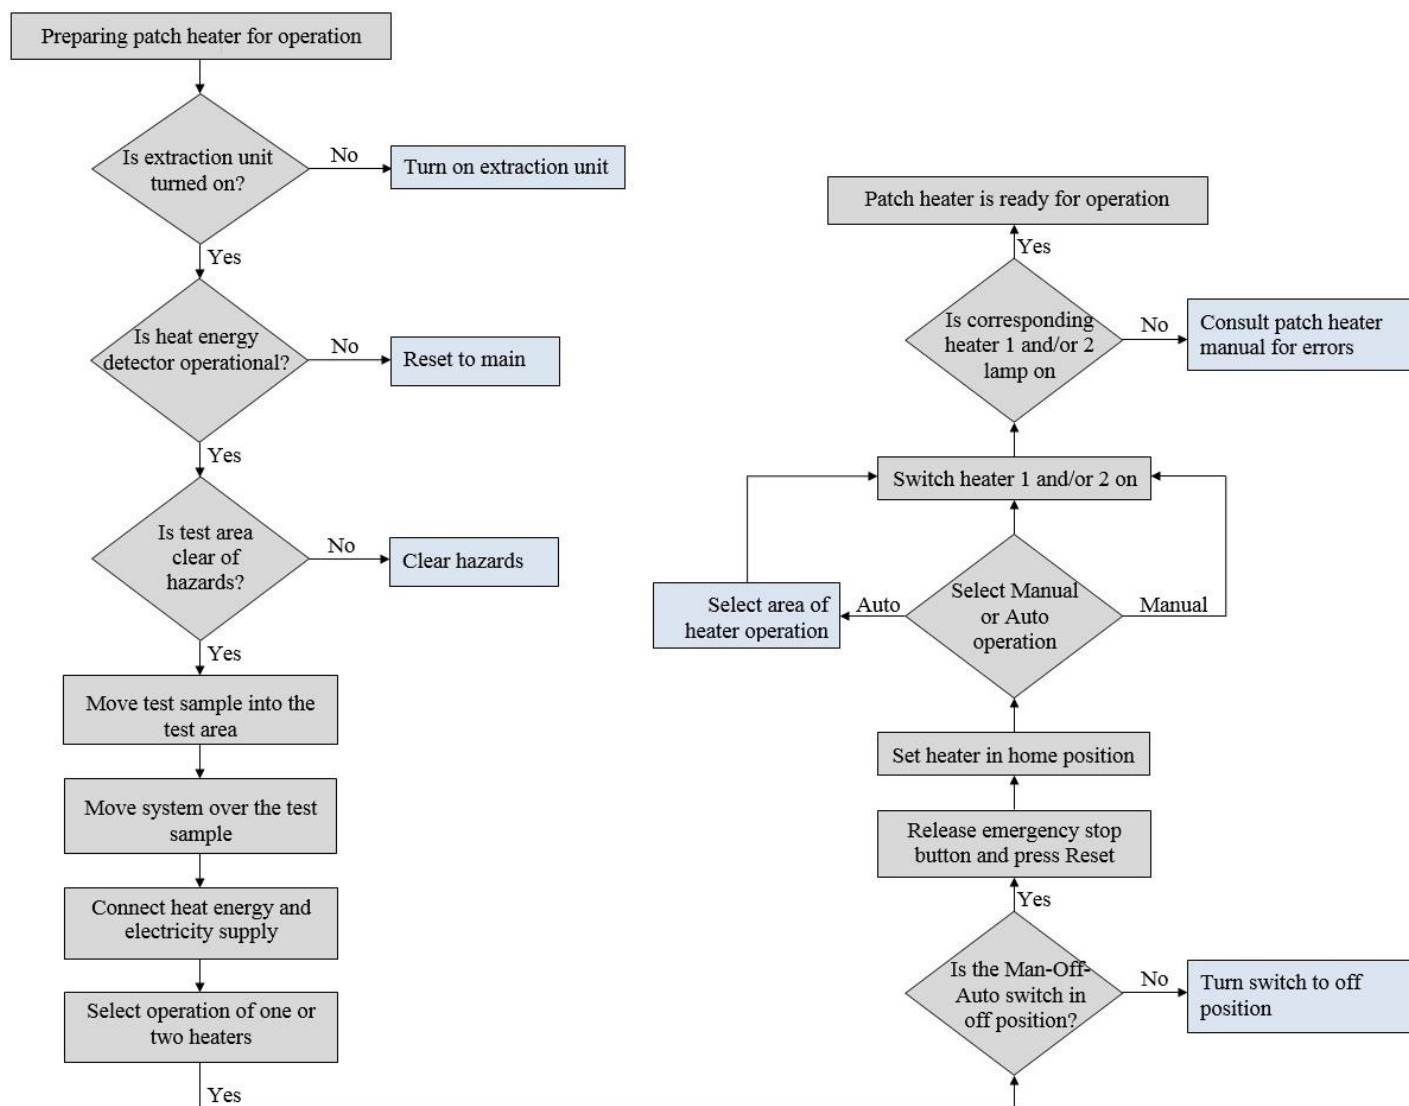 Preparing patch heater for operation
Is extraction unit
turned on?
No
Turn on extraction unit
Yes
Is heat energy
detector operational?
No
Reset to main
Yes
Is test area
clear of
hazards?
No
Clear hazards
Yes
Move test sample into the
test area
Move system over the test
sample
Connect heat energy and
electricity supply
Select operation of one or
two heaters
Yes
Is the Man-Off-
Auto switch in
off position?
No
Turn switch to off
position
Yes
Release emergency stop
button and press Reset
Set heater in home position
Select Manual
or Auto
operation
Auto
Select area of
heater operation
Manual
Switch heater 1 and/or 2 on
Is corresponding
heater 1 and/or 2
lamp on
No
Consult patch heater
manual for errors
Yes
Patch heater is ready for operation